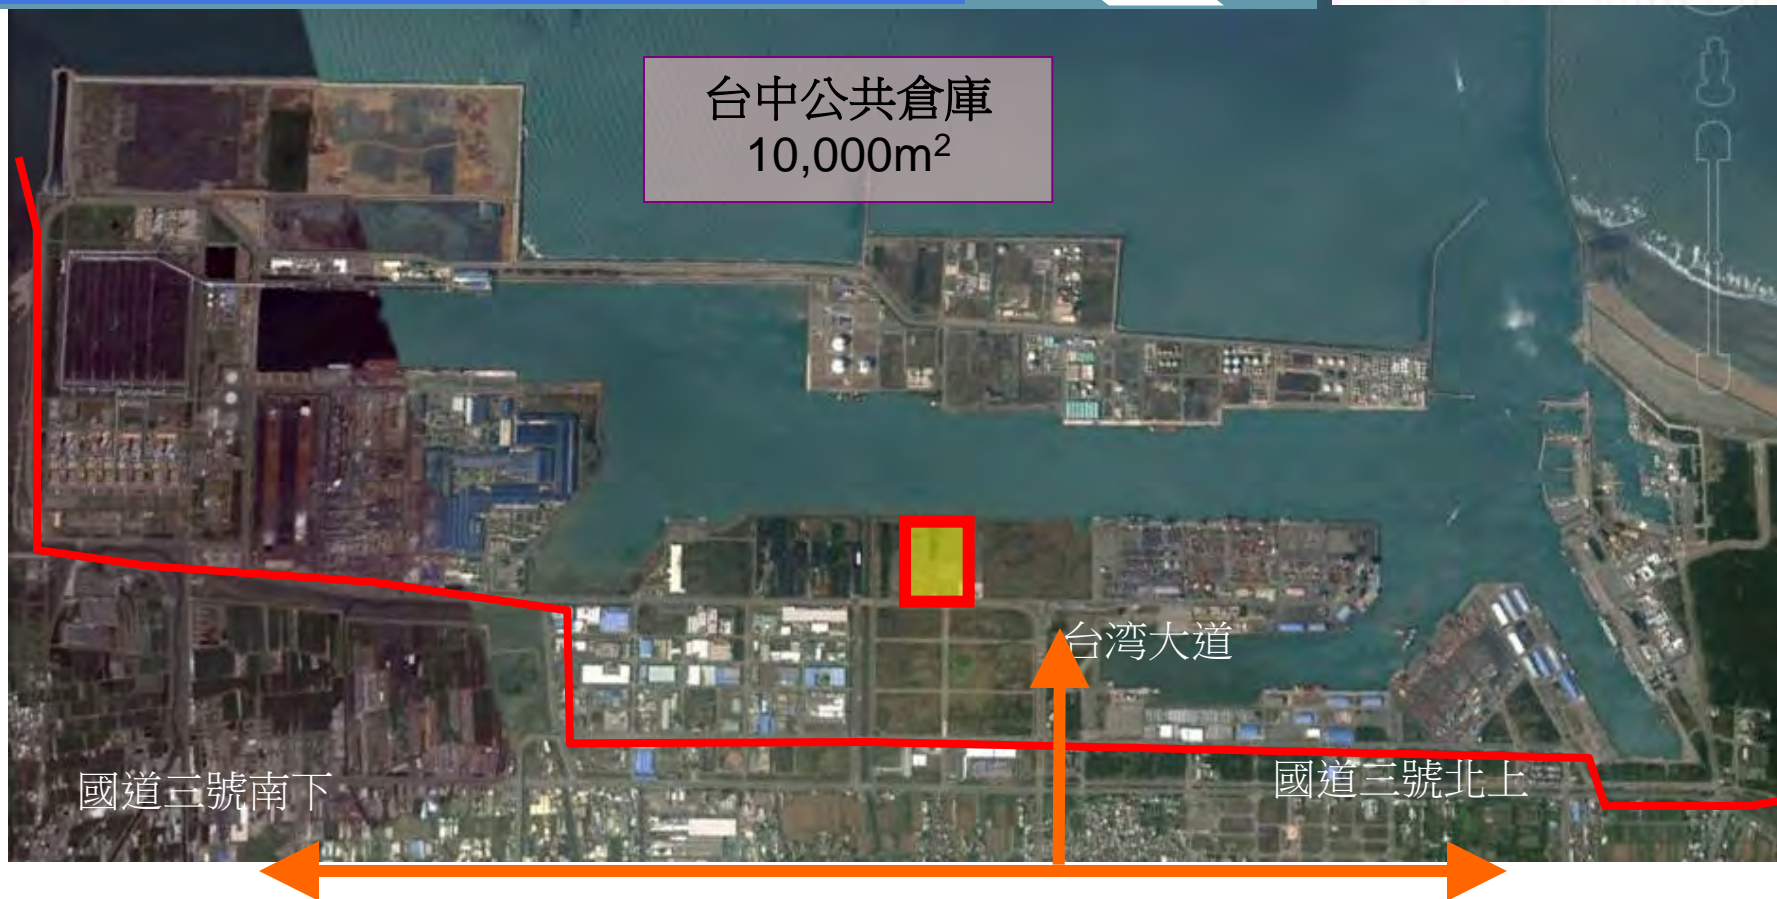 台中公共倉庫
10,000m²
台湾大道
國道三號南下
國道三號北上